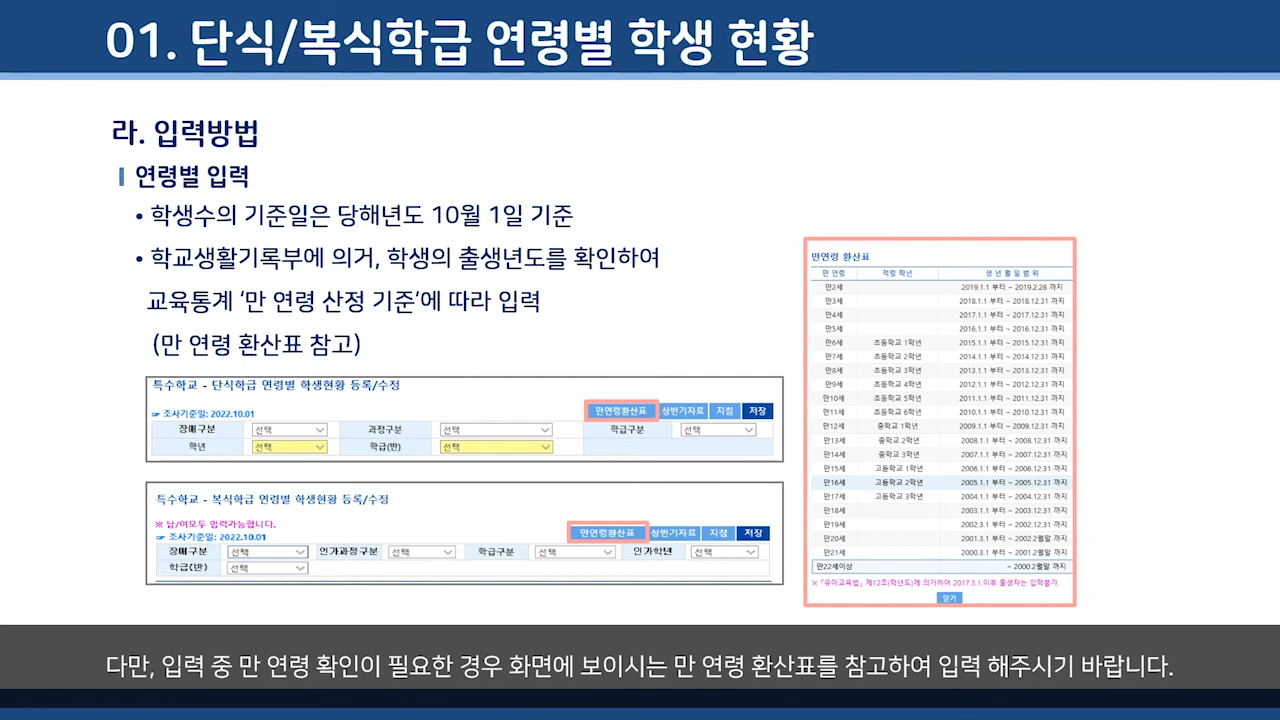 01. 단식/복식학급 연령별 학생 현황
라. 입력방법
연령별 입력
• 학생수의 기준일은 당해년도 10월 1일 기준
• 학교생활기록부에 의거, 학생의 출생년도를 확인하여
교육통계 ‘만 연령 산정 기준’에 따라 입력
(만 연령 환산표 참고)
특수학교 - 단식학급 연령별 학생현황 등록/수정
만연령환산표 상반기자료 지침 저장
☞ 조사기준일: 2022.10.01
장애구분 선택 과정구분 선택 학급구분 선택
학년 선택 학급(반) 선택
특수학교 - 복식학급 연령별 학생현황 등록/수정
※ 남/여모두 입력가능합니다.
만연령환산표 상반기자료 지침 저장
☞ 조사기준일: 2022.10.01
장애구분 선택 인가과정구분 선택 학급구분 선택 인가학년 선택
학급(반) 선택
만연령 환산표
만 연령 적령 학년 생 년 월 일 범 위
만2세 2019.1.1 부터 ~ 2019.2.28 까지
만3세 2018.1.1 부터 ~ 2018.12.31 까지
만4세 2017.1.1 부터 ~ 2017.12.31 까지
만5세 2016.1.1 부터 ~ 2016.12.31 까지
만6세 초등학교 1학년 2015.1.1 부터 ~ 2015.12.31 까지
만7세 초등학교 2학년 2014.1.1 부터 ~ 2014.12.31 까지
만8세 초등학교 3학년 2013.1.1 부터 ~ 2013.12.31 까지
만9세 초등학교 4학년 2012.1.1 부터 ~ 2012.12.31 까지
만10세 초등학교 5학년 2011.1.1 부터 ~ 2011.12.31 까지
만11세 초등학교 6학년 2010.1.1 부터 ~ 2010.12.31 까지
만12세 중학교 1학년 2009.1.1 부터 ~ 2009.12.31 까지
만13세 중학교 2학년 2008.1.1 부터 ~ 2008.12.31 까지
만14세 중학교 3학년 2007.1.1 부터 ~ 2007.12.31 까지
만15세 고등학교 1학년 2006.1.1 부터 ~ 2006.12.31 까지
만16세 고등학교 2학년 2005.1.1 부터 ~ 2005.12.31 까지
만17세 고등학교 3학년 2004.1.1 부터 ~ 2004.12.31 까지
만18세 2003.1.1 부터 ~ 2003.12.31 까지
만19세 2002.3.1 부터 ~ 2002.12.31 까지
만20세 2001.3.1 부터 ~ 2002.2월말 까지
만21세 2000.3.1 부터 ~ 2001.2월말 까지
만22세이상 ~ 2000.2월말 까지
※ 「유아교육법」 제12조(학년도)에 의거하여 2017.3.1.이후 출생자는 입학불가.
닫기
다만, 입력 중 만 연령 확인이 필요한 경우 화면에 보이시는 만 연령 환산표를 참고하여 입력 해주시기 바랍니다.